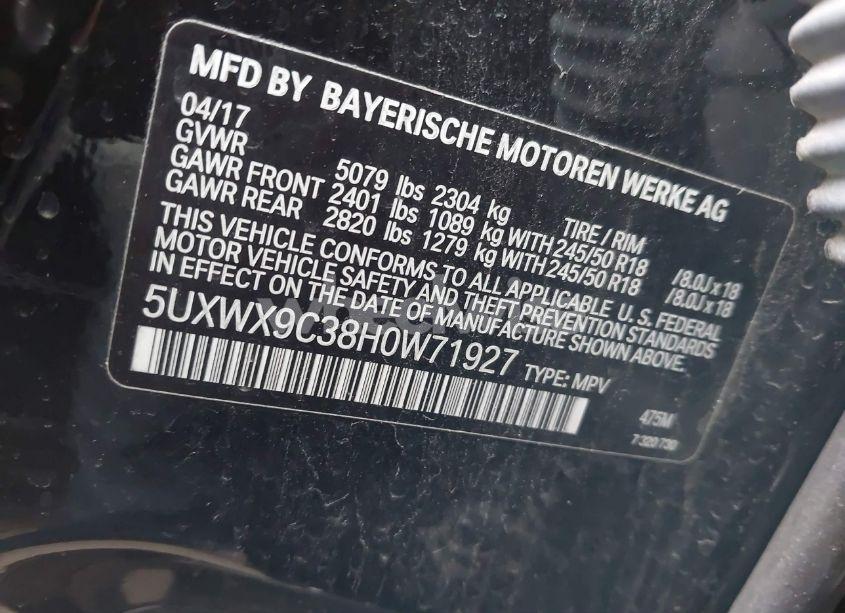 MFD BY BAYERISCHE MOTOREN WERKE AG
04/17
GVWR 5079 lbs 2304 kg TIRE / RIM
GAWR FRONT 2401 lbs 1089 kg WITH 245/50 R18 /8.0J x 18
GAWR REAR 2820 lbs 1279 kg WITH 245/50 R18 /8.0J x 18
THIS VEHICLE CONFORMS TO ALL APPLICABLE U.S. FEDERAL
MOTOR VEHICLE SAFETY AND THEFT PREVENTION STANDARDS
IN EFFECT ON THE DATE OF MANUFACTURE SHOWN ABOVE.
5UXWX9C38H0W71927 TYPE: MPV
475M
7 320 730